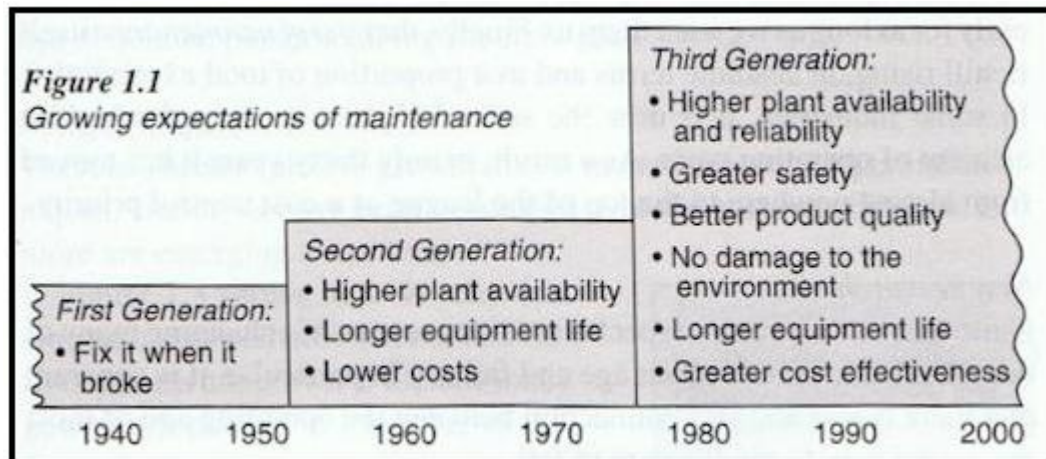 Figure 1.1
Growing expectations of maintenance
First Generation:
• Fix it when it
broke
Second Generation:
• Higher plant availability
• Longer equipment life
• Lower costs
Third Generation:
• Higher plant availability
and reliability
• Greater safety
• Better product quality
• No damage to the
environment
• Longer equipment life
• Greater cost effectiveness
1940 1950 1960 1970 1980 1990 2000